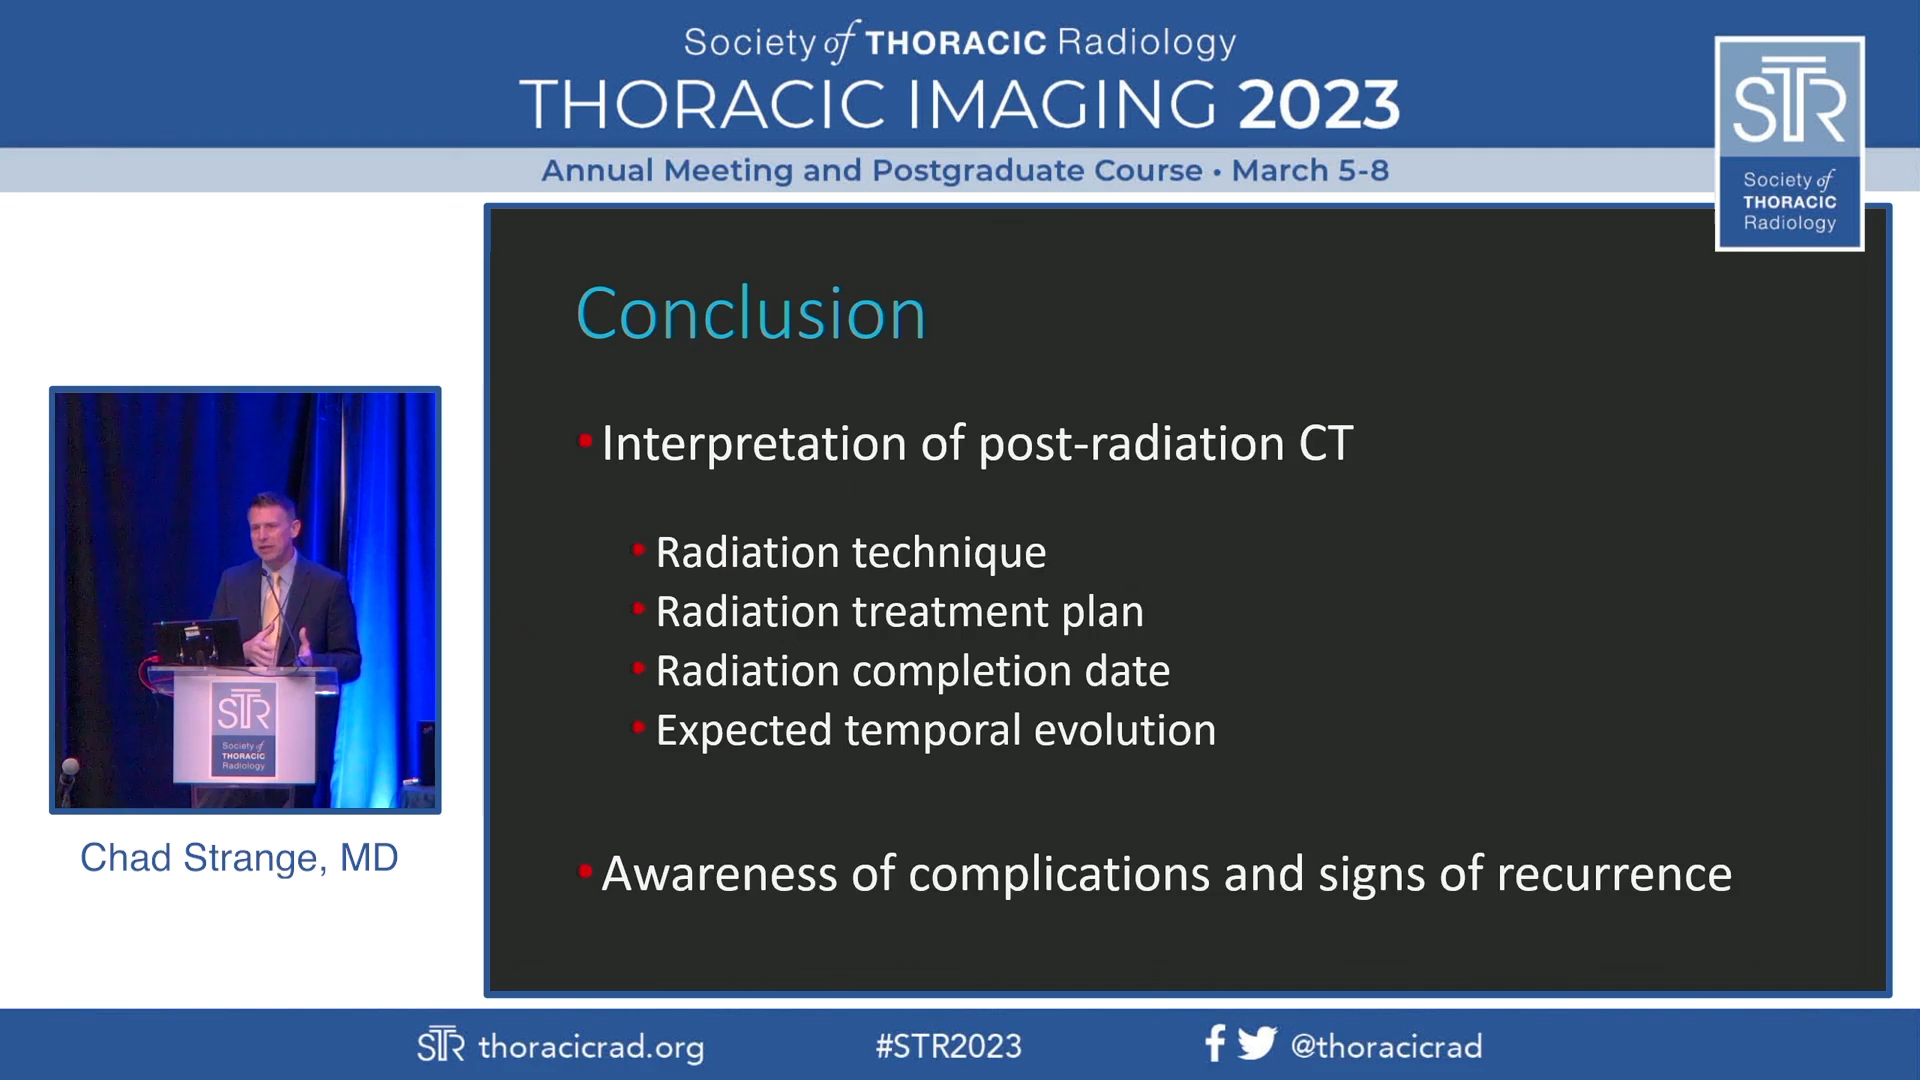 Society of THORACIC Radiology
THORACIC IMAGING 2023
Annual Meeting and Postgraduate Course • March 5-8
STR
Society of
THORACIC
Radiology
Conclusion
• Interpretation of post-radiation CT
• Radiation technique
• Radiation treatment plan
• Radiation completion date
• Expected temporal evolution
• Awareness of complications and signs of recurrence
STR
Society of
THORACIC
Radiology
Chad Strange, MD
STR thoracicrad.org
#STR2023
@thoracicrad